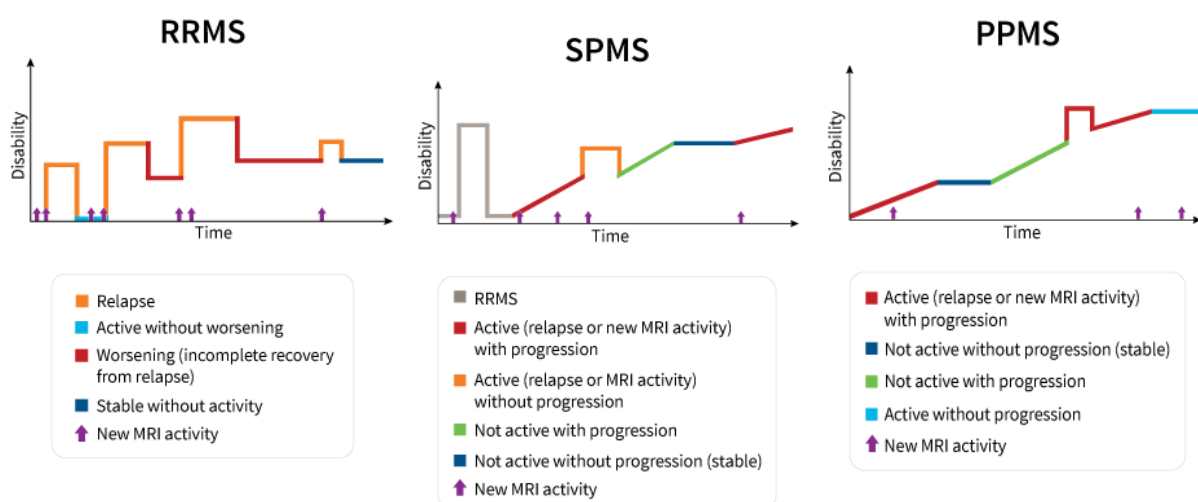 RRMS
Disability
Time
Relapse
Active without worsening
Worsening (incomplete recovery
from relapse)
Stable without activity
New MRI activity
SPMS
Disability
Time
RRMS
Active (relapse or new MRI activity)
with progression
Active (relapse or MRI activity)
without progression
Not active with progression
Not active without progression (stable)
New MRI activity
PPMS
Disability
Time
Active (relapse or new MRI activity)
with progression
Not active without progression (stable)
Not active with progression
Active without progression
New MRI activity